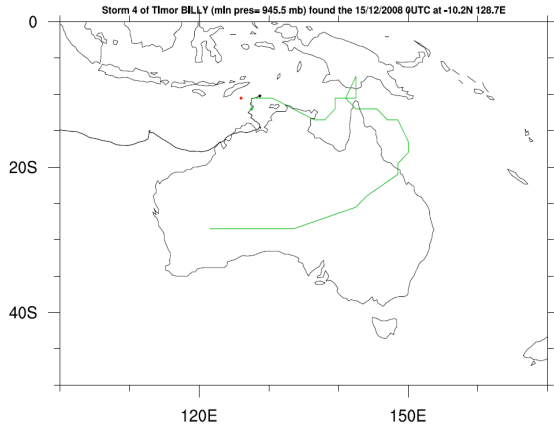 Storm 4 of TImor BILLY (mIn pres= 945.5 mb) found the 15/12/2008 0UTC at -10.2N 128.7E
0
20S
40S
120E
150E